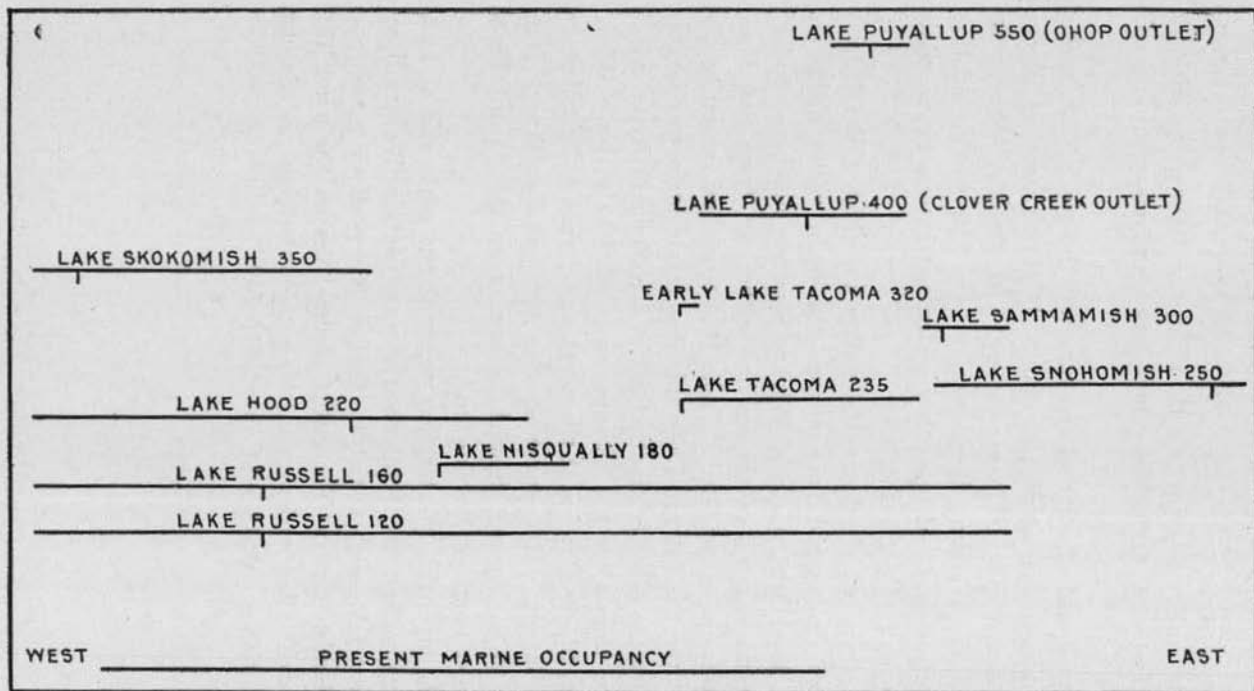 LAKE PUYALLUP 550 (OHOP OUTLET)
LAKE PUYALLUP 400 (CLOVER CREEK OUTLET)
LAKE SKOKOMISH 350
EARLY LAKE TACOMA 320
LAKE SAMMAMISH 300
LAKE SNOHOMISH 250
LAKE TACOMA 235
LAKE HOOD 220
LAKE NISQUALLY 180
LAKE RUSSELL 160
LAKE RUSSELL 120
WEST PRESENT MARINE OCCUPANCY EAST